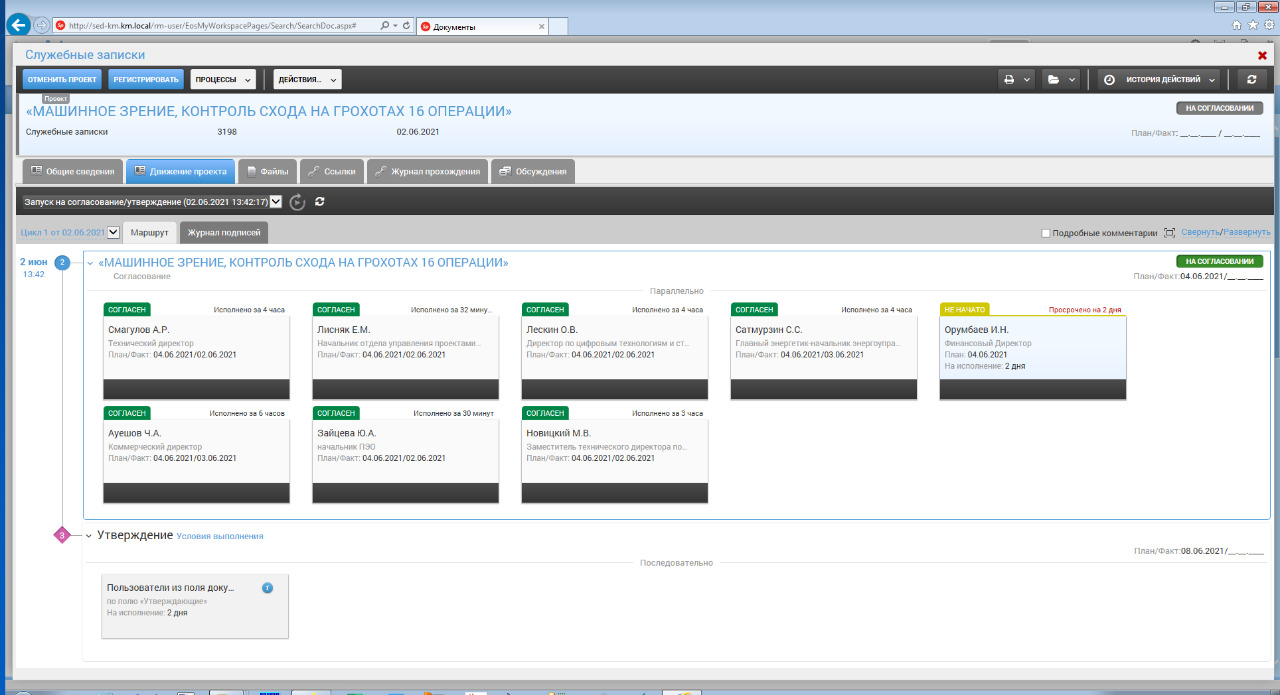 http://sed-km.km.local/rm-user/EosMyWorkspacePages/Search/SearchDoc.aspx#
Документы
Служебные записки
ОТМЕНИТЬ ПРОЕКТ РЕГИСТРИРОВАТЬ ПРОЦЕССЫ ДЕЙСТВИЯ... ИСТОРИЯ ДЕЙСТВИЙ
Проект
«МАШИННОЕ ЗРЕНИЕ, КОНТРОЛЬ СХОДА НА ГРОХОТАХ 16 ОПЕРАЦИИ»
НА СОГЛАСОВАНИИ
Служебные записки 3198 02.06.2021
План/Факт: __.__.____ / __.__.____
Общие сведения Движение проекта Файлы Ссылки Журнал прохождения Обсуждения
Запуск на согласование/утверждение (02.06.2021 13:42:17)
Цикл 1 от 02.06.2021 Маршрут Журнал подписей Подробные комментарии Свернуть/Развернуть
2 июн 2 «МАШИННОЕ ЗРЕНИЕ, КОНТРОЛЬ СХОДА НА ГРОХОТАХ 16 ОПЕРАЦИИ» НА СОГЛАСОВАНИИ
13:42 Согласование План/Факт:04.06.2021/__.__.____
Параллельно
СОГЛАСЕН Исполнено за 4 часа
Смагулов А.Р.
Технический директор
План/Факт: 04.06.2021/02.06.2021
СОГЛАСЕН Исполнено за 32 мину...
Лисняк Е.М.
Начальник отдела управления проектами...
План/Факт: 04.06.2021/02.06.2021
СОГЛАСЕН Исполнено за 4 часа
Лескин О.В.
Директор по цифровым технологиям и ст...
План/Факт: 04.06.2021/02.06.2021
СОГЛАСЕН Исполнено за 4 часа
Сатмурзин С.С.
Главный энергетик-начальник энергоупра...
План/Факт: 04.06.2021/03.06.2021
НЕ НАЧАТО Просрочено на 2 дня
Орумбаев И.Н.
Финансовый Директор
План: 04.06.2021
На исполнение: 2 дня
СОГЛАСЕН Исполнено за 6 часов
Ауешов Ч.А.
Коммерческий директор
План/Факт: 04.06.2021/03.06.2021
СОГЛАСЕН Исполнено за 30 минут
Зайцева Ю.А.
начальник ПЭО
План/Факт: 04.06.2021/02.06.2021
СОГЛАСЕН Исполнено за 3 часа
Новицкий М.В.
Заместитель технического директора по...
План/Факт: 04.06.2021/02.06.2021
3 Утверждение Условия выполнения
План/Факт:08.06.2021/__.__.____
Последовательно
Пользователи из поля доку...
по полю «Утверждающие»
На исполнение: 2 дня